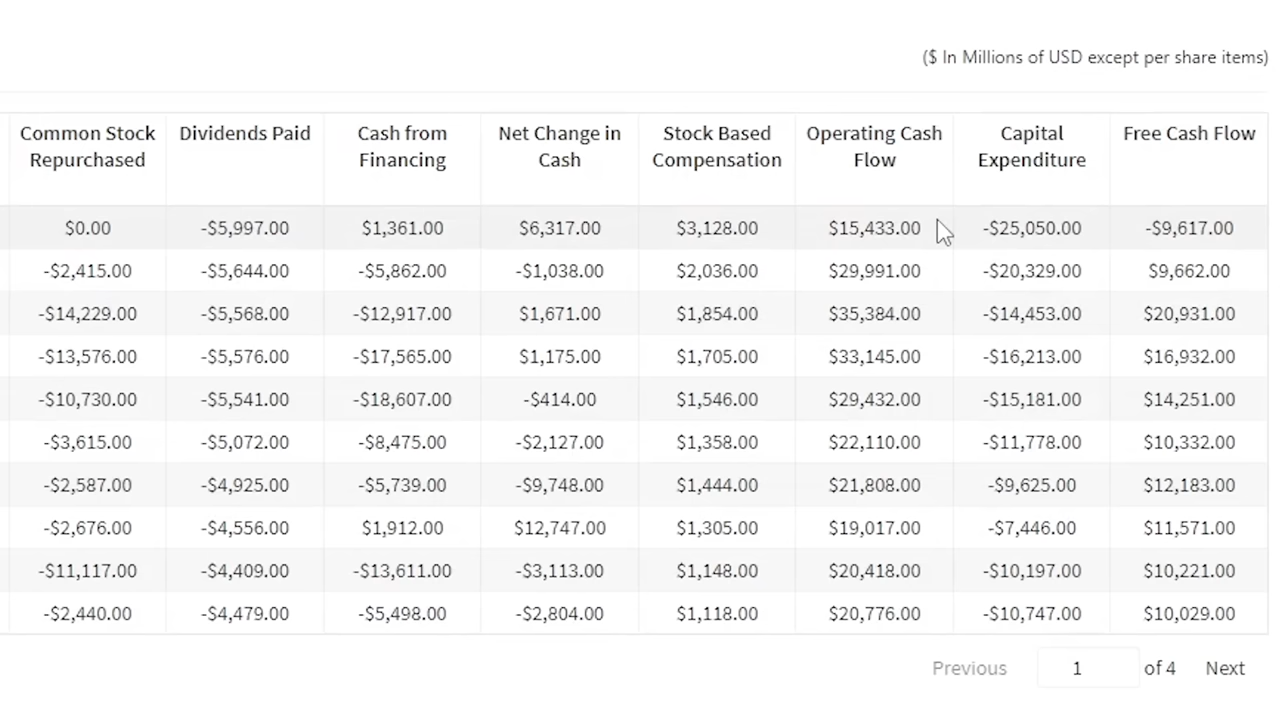 ($ In Millions of USD except per share items)
Common Stock Repurchased Dividends Paid Cash from Financing Net Change in Cash Stock Based Compensation Operating Cash Flow Capital Expenditure Free Cash Flow
$0.00 -$5,997.00 $1,361.00 $6,317.00 $3,128.00 $15,433.00 -$25,050.00 -$9,617.00
-$2,415.00 -$5,644.00 -$5,862.00 -$1,038.00 $2,036.00 $29,991.00 -$20,329.00 $9,662.00
-$14,229.00 -$5,568.00 -$12,917.00 $1,671.00 $1,854.00 $35,384.00 -$14,453.00 $20,931.00
-$13,576.00 -$5,576.00 -$17,565.00 $1,175.00 $1,705.00 $33,145.00 -$16,213.00 $16,932.00
-$10,730.00 -$5,541.00 -$18,607.00 -$414.00 $1,546.00 $29,432.00 -$15,181.00 $14,251.00
-$3,615.00 -$5,072.00 -$8,475.00 -$2,127.00 $1,358.00 $22,110.00 -$11,778.00 $10,332.00
-$2,587.00 -$4,925.00 -$5,739.00 -$9,748.00 $1,444.00 $21,808.00 -$9,625.00 $12,183.00
-$2,676.00 -$4,556.00 $1,912.00 $12,747.00 $1,305.00 $19,017.00 -$7,446.00 $11,571.00
-$11,117.00 -$4,409.00 -$13,611.00 -$3,113.00 $1,148.00 $20,418.00 -$10,197.00 $10,221.00
-$2,440.00 -$4,479.00 -$5,498.00 -$2,804.00 $1,118.00 $20,776.00 -$10,747.00 $10,029.00
Previous 1 of 4 Next